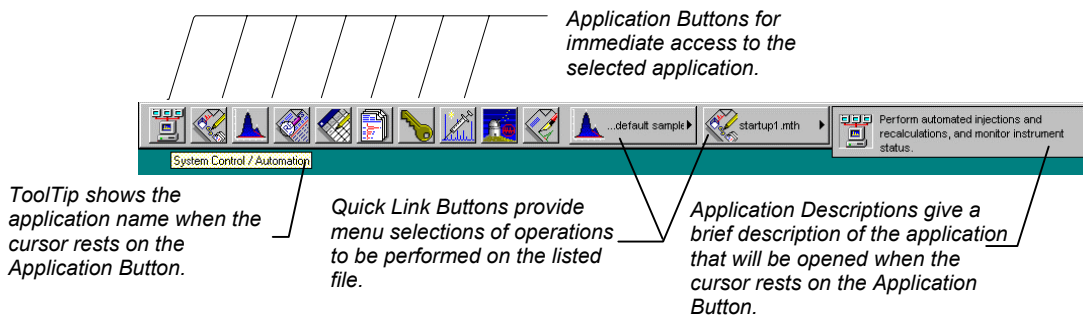 Application Buttons for
immediate access to the
selected application.
...default sample
startup1.mth
Perform automated injections and
recalculations, and monitor instrument
status.
System Control / Automation
ToolTip shows the
application name when the
cursor rests on the
Application Button.
Quick Link Buttons provide
menu selections of operations
to be performed on the listed
file.
Application Descriptions give a
brief description of the application
that will be opened when the
cursor rests on the Application
Button.